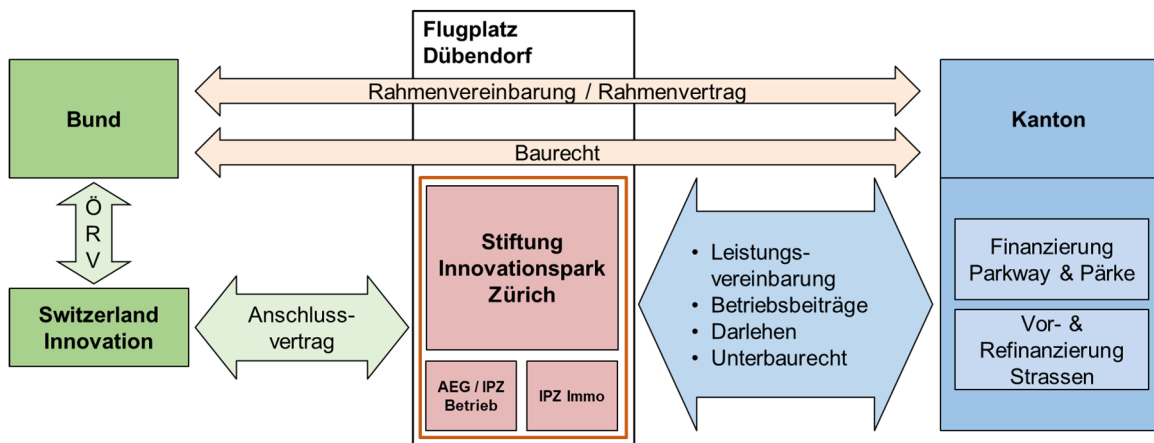 Flugplatz
Dübendorf
Bund
Rahmenvereinbarung / Rahmenvertrag
Kanton
Baurecht
Ö
R
V
Stiftung
Innovationspark
Zürich
• Leistungs-
vereinbarung
• Betriebsbeiträge
• Darlehen
• Unterbaurecht
Finanzierung
Parkway & Pärke
Switzerland
Innovation
Anschluss-
vertrag
Vor- &
Refinanzierung
Strassen
AEG / IPZ
Betrieb
IPZ Immo